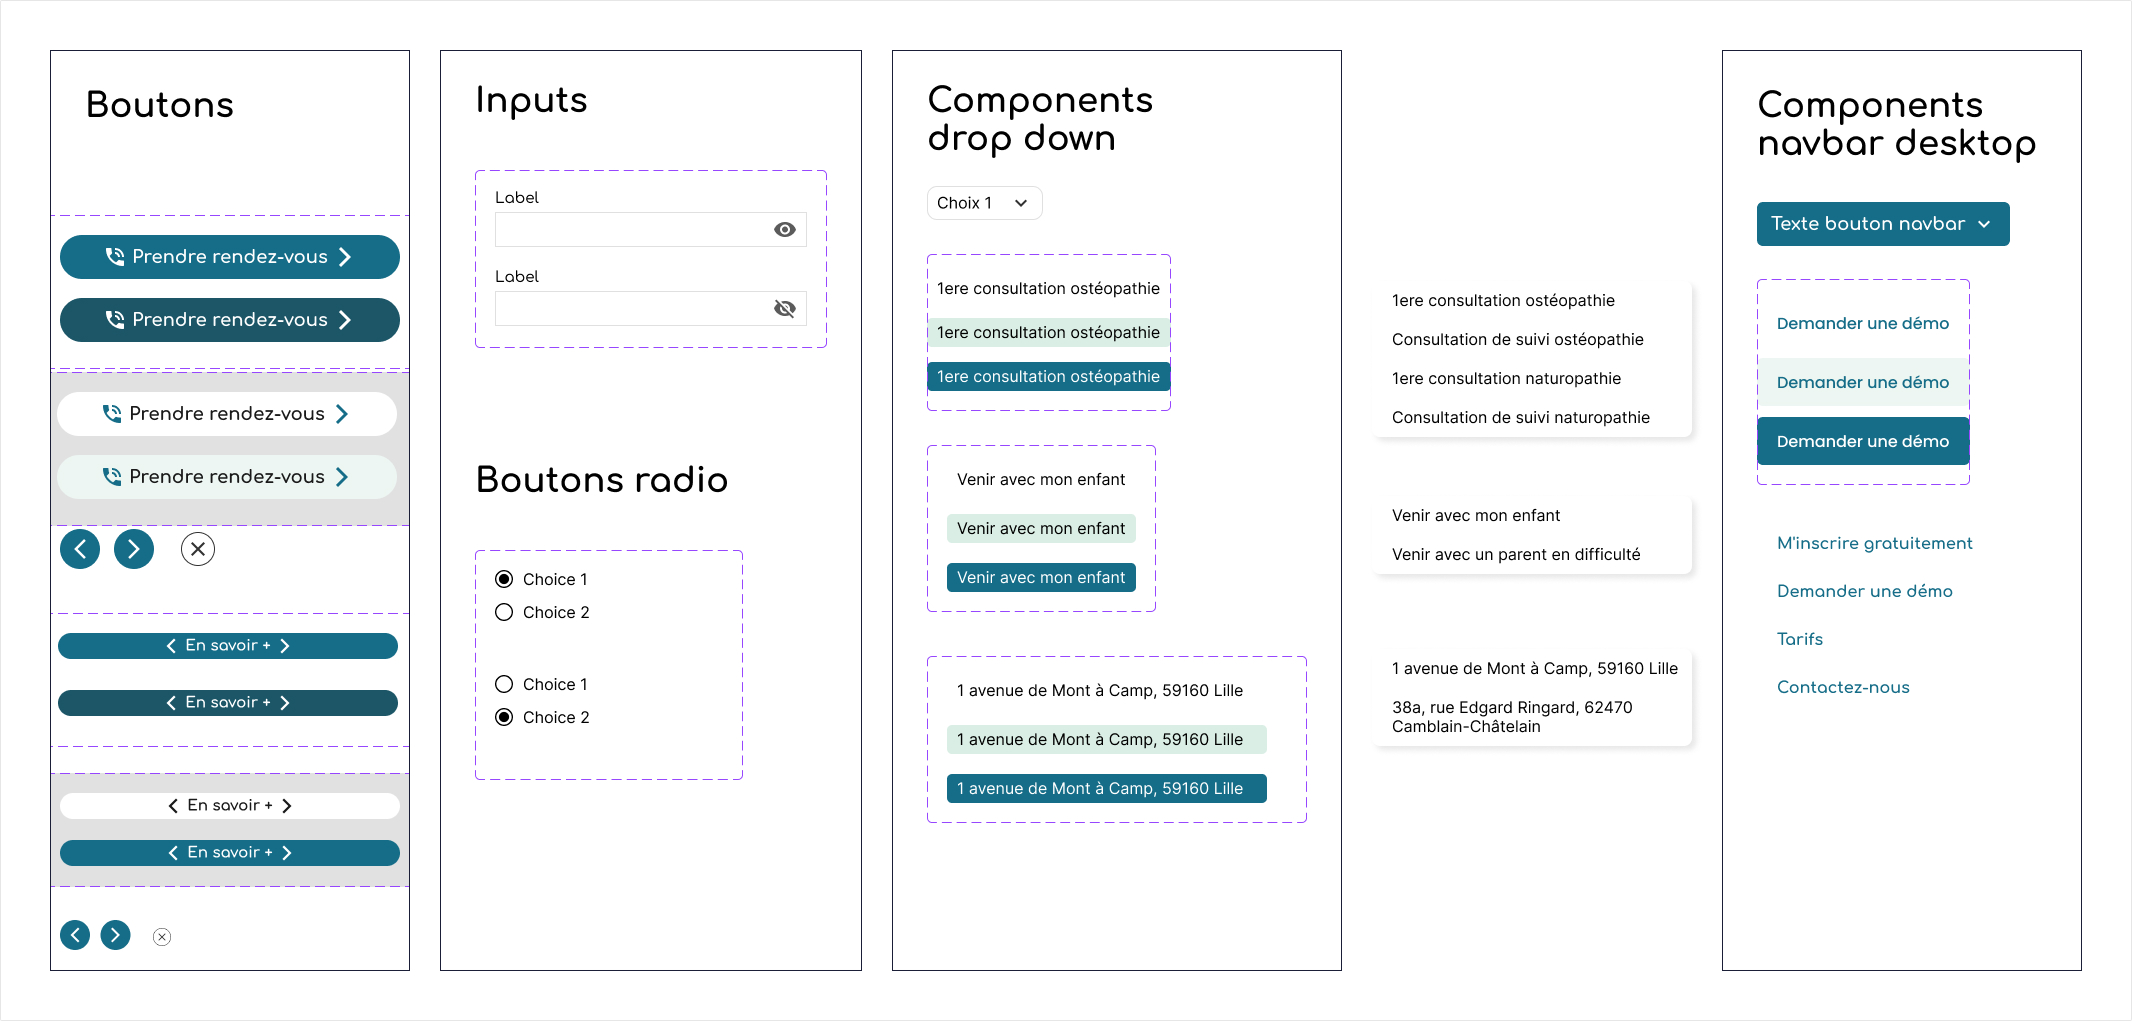 Boutons
Prendre rendez-vous
Prendre rendez-vous
Prendre rendez-vous
Prendre rendez-vous
En savoir +
En savoir +
En savoir +
En savoir +
Inputs
Label
Label
Boutons radio
Choice 1
Choice 2
Choice 1
Choice 2
Components
drop down
Choix 1
1ere consultation ostéopathie
1ere consultation ostéopathie
1ere consultation ostéopathie
Venir avec mon enfant
Venir avec mon enfant
Venir avec mon enfant
1 avenue de Mont à Camp, 59160 Lille
1 avenue de Mont à Camp, 59160 Lille
1 avenue de Mont à Camp, 59160 Lille
1ere consultation ostéopathie
Consultation de suivi ostéopathie
1ere consultation naturopathie
Consultation de suivi naturopathie
Venir avec mon enfant
Venir avec un parent en difficulté
1 avenue de Mont à Camp, 59160 Lille
38a, rue Edgard Ringard, 62470
Camblain-Châtelain
Components
navbar desktop
Texte bouton navbar
Demander une démo
Demander une démo
Demander une démo
M'inscrire gratuitement
Demander une démo
Tarifs
Contactez-nous